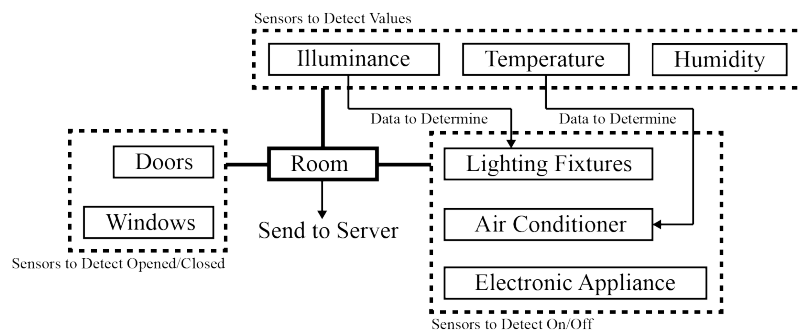 Sensors to Detect Values
Illuminance
Temperature
Humidity
Data to Determine
Data to Determine
Doors
Room
Lighting Fixtures
Windows
Send to Server
Air Conditioner
Sensors to Detect Opened/Closed
Electronic Appliance
Sensors to Detect On/Off